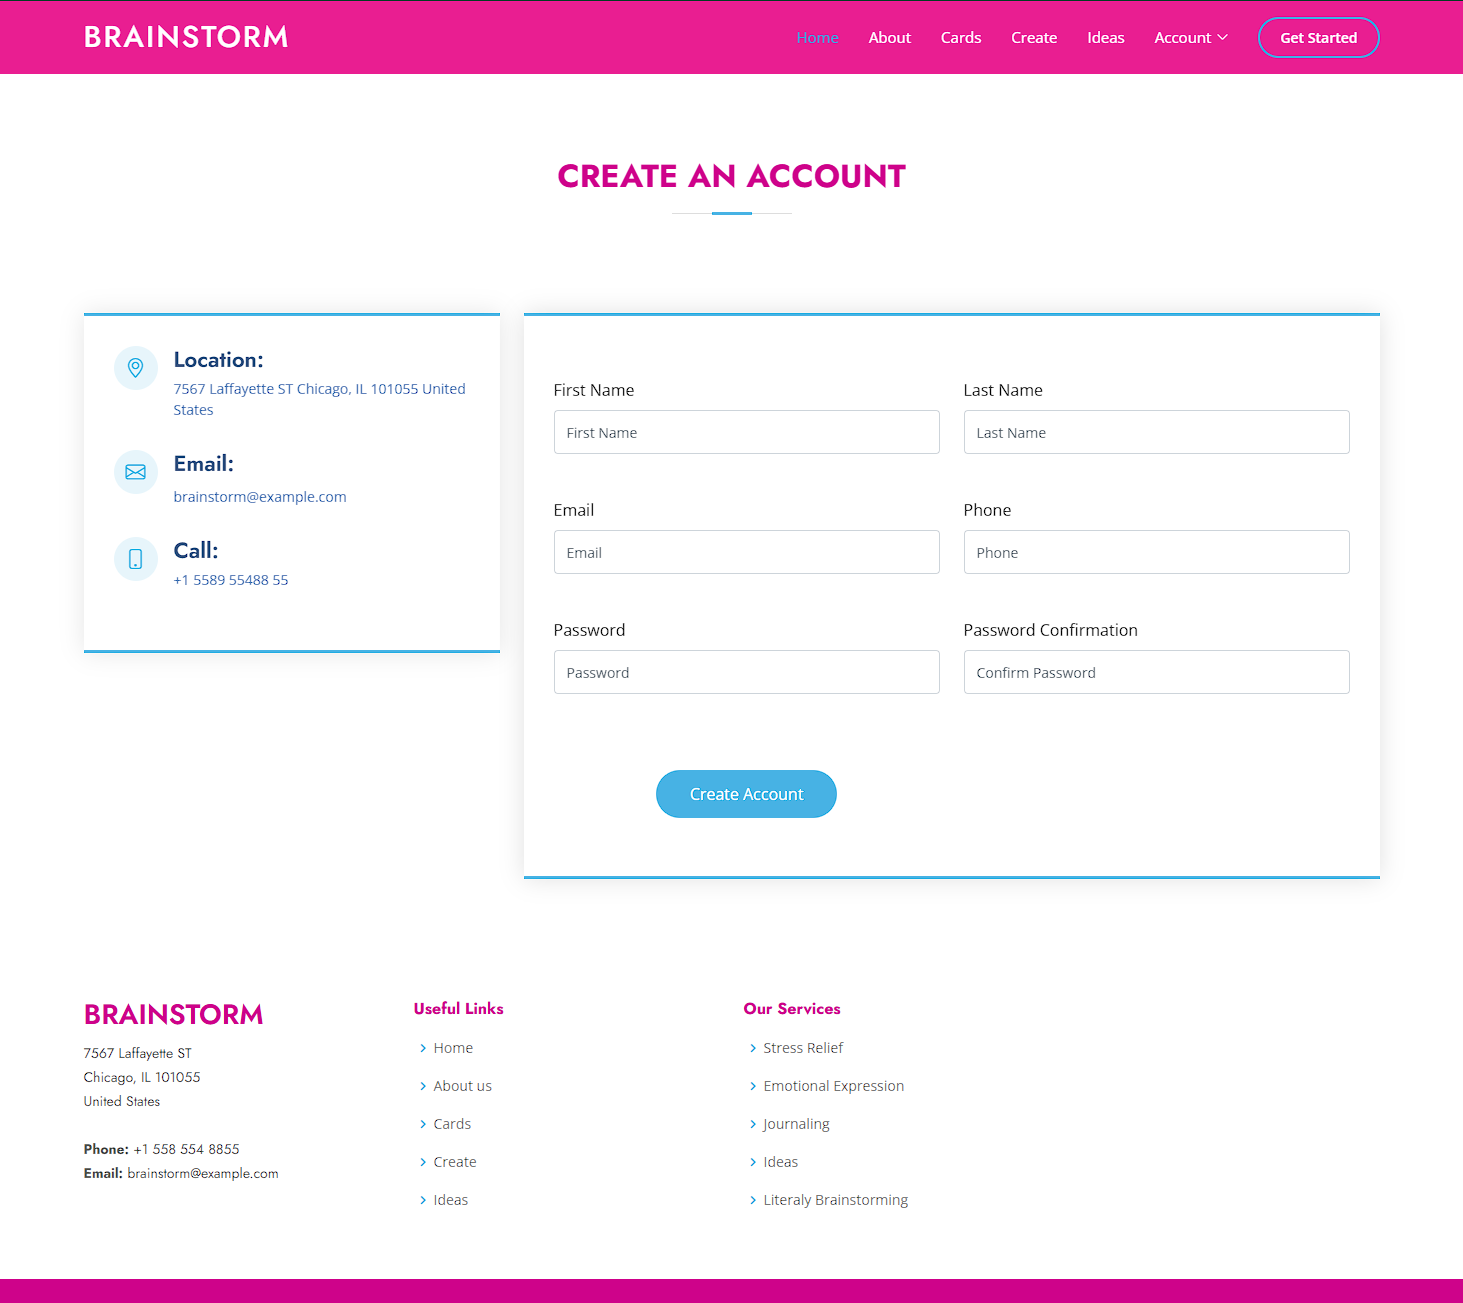 BRAINSTORM
Home About Cards Create Ideas Account Get Started
CREATE AN ACCOUNT
Location:
7567 Laffayette ST Chicago, IL 101055 United
States
Email:
brainstorm@example.com
Call:
+1 5589 55488 55
First Name Last Name
First Name Last Name
Email Phone
Email Phone
Password Password Confirmation
Password Confirm Password
Create Account
BRAINSTORM
7567 Laffayette ST
Chicago, IL 101055
United States
Phone: +1 558 554 8855
Email: brainstorm@example.com
Useful Links
Home
About us
Cards
Create
Ideas
Our Services
Stress Relief
Emotional Expression
Journaling
Ideas
Literaly Brainstorming